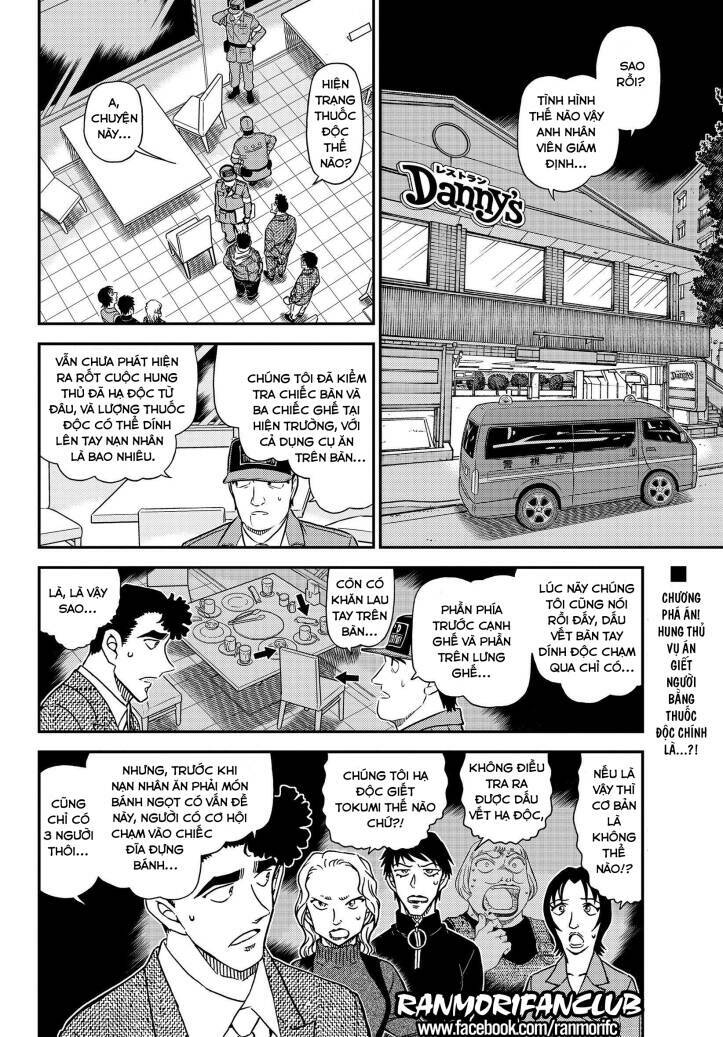 SAO
RỒI?
TÌNH HÌNH
THẾ NÀO VẬY
ANH NHÂN
VIÊN GIÁM
ĐỊNH...
レストラン
Danny's
Danny's
警視庁
HIỆN
TRẠNG
THUỐC
ĐỘC THẾ
NÀO?
A,
CHUYỆN
NÀY...
CHÚNG TÔI ĐÃ KIỂM
TRA CHIẾC BÀN VÀ
BA CHIẾC GHẾ TẠI
HIỆN TRƯỜNG, VỚI
CẢ DỤNG CỤ ĂN
TRÊN BÀN...
VẪN CHƯA PHÁT HIỆN
RA RỐT CUỘC HUNG
THỦ ĐÃ HẠ ĐỘC TỪ
ĐÂU, VÀ LƯỢNG THUỐC
ĐỘC CÓ THỂ DÍNH
LÊN TAY NẠN NHÂN
LÀ BAO NHIÊU.
CHƯƠNG
PHÁ ÁN!
HUNG THỦ
VỤ ÁN
GIẾT
NGƯỜI
BẰNG
THUỐC
ĐỘC CHÍNH
LÀ...?!
LÚC NÃY CHÚNG
TÔI CŨNG NÓI
RỒI ĐẤY, DẤU
VẾT BÀN TAY
DÍNH ĐỘC CHẠM
QUA CHỈ CÓ...
PHẦN PHÍA
TRƯỚC CẠNH
GHẾ VÀ PHẦN
TRÊN LƯNG
GHẾ...
CÒN CÓ
KHĂN LAU
TAY TRÊN
BÀN...
LÀ, LÀ VẬY
SAO...
NẾU LÀ
VẬY THÌ
CƠ BẢN
LÀ
KHÔNG
THỂ
NÀO!?
KHÔNG ĐIỀU
TRA RA
ĐƯỢC DẤU
VẾT HẠ ĐỘC,
CHÚNG TÔI HẠ
ĐỘC GIẾT
TOKUMI THẾ NÀO
CHỨ?!
NHƯNG, TRƯỚC KHI
NẠN NHÂN ĂN PHẢI MÓN
BÁNH NGỌT CÓ VẤN ĐỀ
NÀY, NGƯỜI CÓ CƠ HỘI
CHẠM VÀO CHIẾC
ĐĨA ĐỰNG
BÁNH...
CŨNG
CHỈ CÓ
3 NGƯỜI
THÔI...
RANMORIFANCLUB
www.facebook.com/ranmorifc